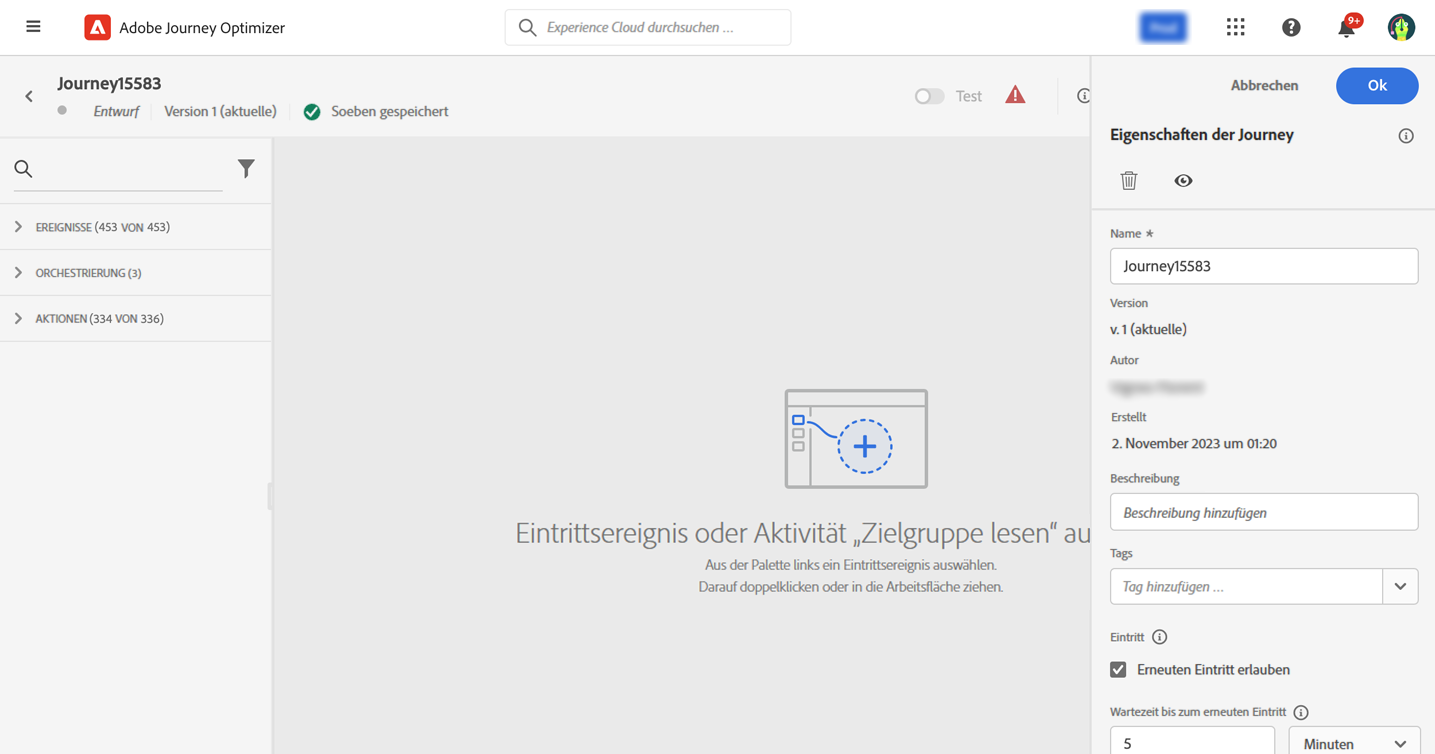 Adobe Journey Optimizer
Experience Cloud durchsuchen ...
9+
Journey15583
Entwurf
Version 1 (aktuelle)
Soeben gespeichert
Test
Abbrechen
Ok
Eigenschaften der Journey
EREIGNISSE (453 VON 453)
ORCHESTRIERUNG (3)
AKTIONEN (334 VON 336)
Eintrittsereignis oder Aktivität „Zielgruppe lesen“ au
Aus der Palette links ein Eintrittsereignis auswählen.
Darauf doppelklicken oder in die Arbeitsfläche ziehen.
Name *
Journey15583
Version
v. 1 (aktuelle)
Autor
Erstellt
2. November 2023 um 01:20
Beschreibung
Beschreibung hinzufügen
Tags
Tag hinzufügen ...
Eintritt
Erneuten Eintritt erlauben
Wartezeit bis zum erneuten Eintritt
5
Minuten